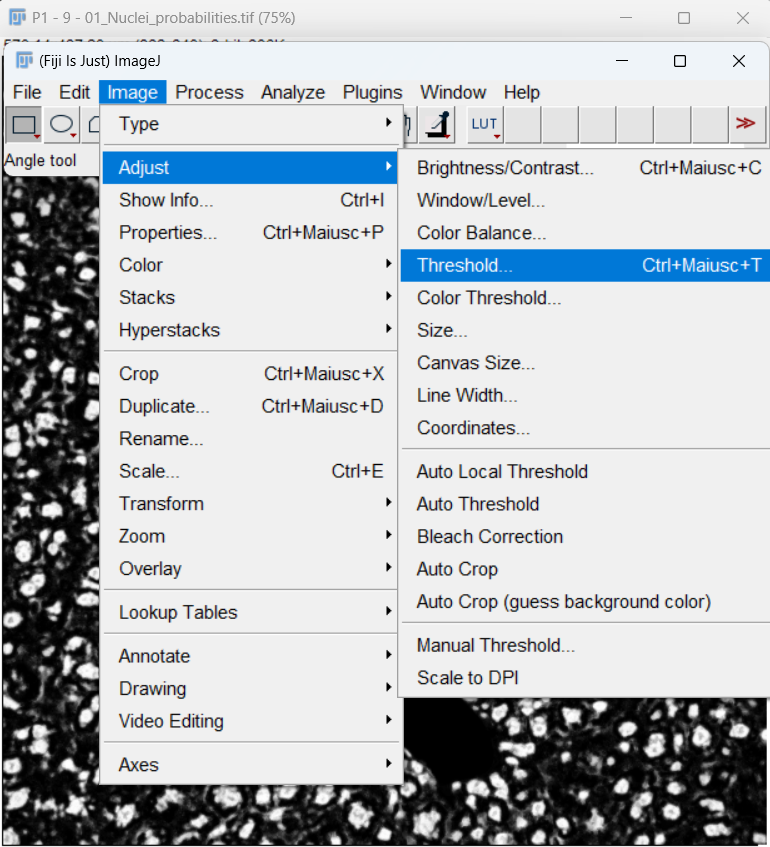 P1 - 9 - 01_Nuclei_probabilities.tif (75%)
(Fiji Is Just) ImageJ
File Edit Image Process Analyze Plugins Window Help
LUT
>>
Angle tool
Type
Adjust
Show Info... Ctrl+I
Properties... Ctrl+Maiusc+P
Color
Stacks
Hyperstacks
Crop Ctrl+Maiusc+X
Duplicate... Ctrl+Maiusc+D
Rename...
Scale... Ctrl+E
Transform
Zoom
Overlay
Lookup Tables
Annotate
Drawing
Video Editing
Axes
Brightness/Contrast... Ctrl+Maiusc+C
Window/Level...
Color Balance...
Threshold... Ctrl+Maiusc+T
Color Threshold...
Size...
Canvas Size...
Line Width...
Coordinates...
Auto Local Threshold
Auto Threshold
Bleach Correction
Auto Crop
Auto Crop (guess background color)
Manual Threshold...
Scale to DPI